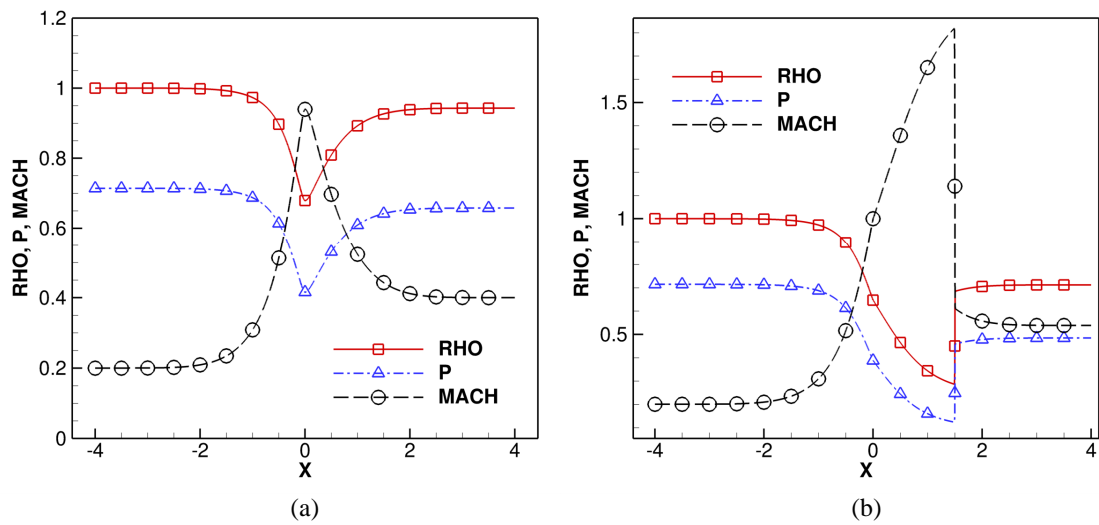 1.2
1
0.8
0.6
0.4
0.2
0
RHO, P, MACH
-4 -2 0 2 4
X
RHO
P
MACH
(a)
1.5
1
0.5
RHO, P, MACH
-4 -2 0 2 4
X
RHO
P
MACH
(b)